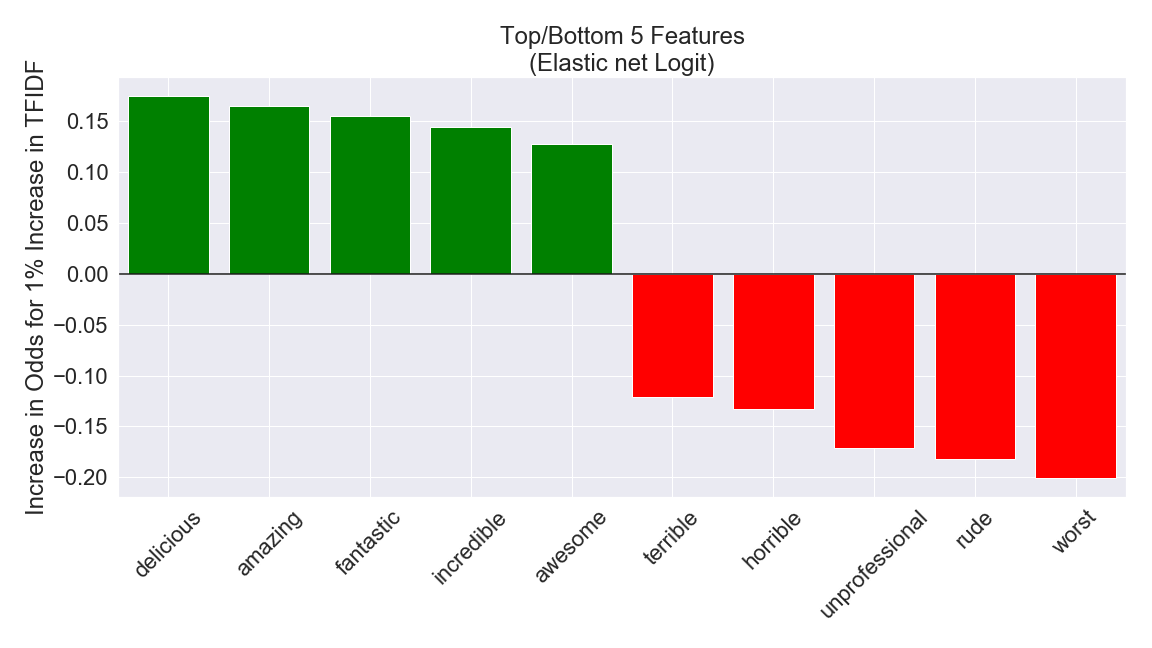 Top/Bottom 5 Features
(Elastic net Logit)
Increase in Odds for 1% Increase in TFIDF
0.15
0.10
0.05
0.00
−0.05
−0.10
−0.15
−0.20
delicious
amazing
fantastic
incredible
awesome
terrible
horrible
unprofessional
rude
worst